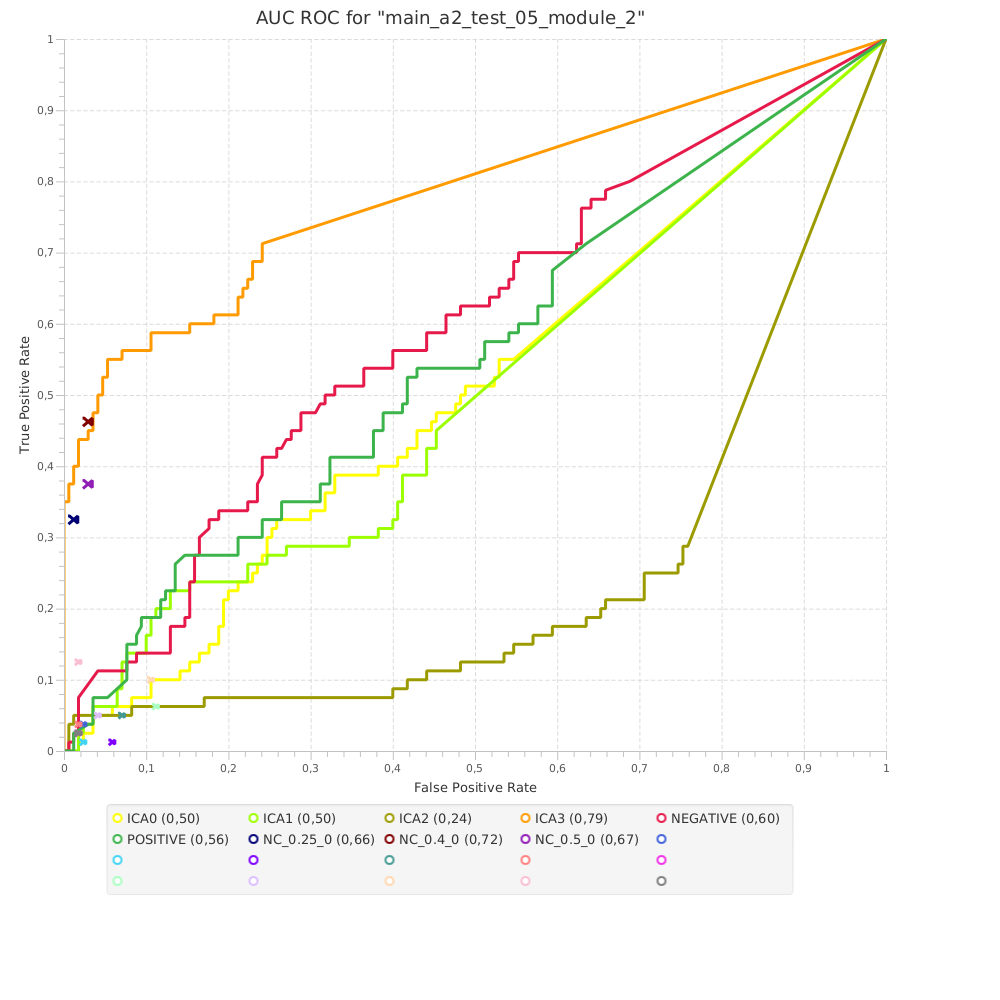 AUC ROC for "main_a2_test_05_module_2"
1
0,9
0,8
0,7
0,6
0,5
0,4
0,3
0,2
0,1
0
True Positive Rate
0 0,1 0,2 0,3 0,4 0,5 0,6 0,7 0,8 0,9 1
False Positive Rate
ICA0 (0,50) ICA1 (0,50) ICA2 (0,24) ICA3 (0,79) NEGATIVE (0,60)
POSITIVE (0,56) NC_0.25_0 (0,66) NC_0.4_0 (0,72) NC_0.5_0 (0,67)